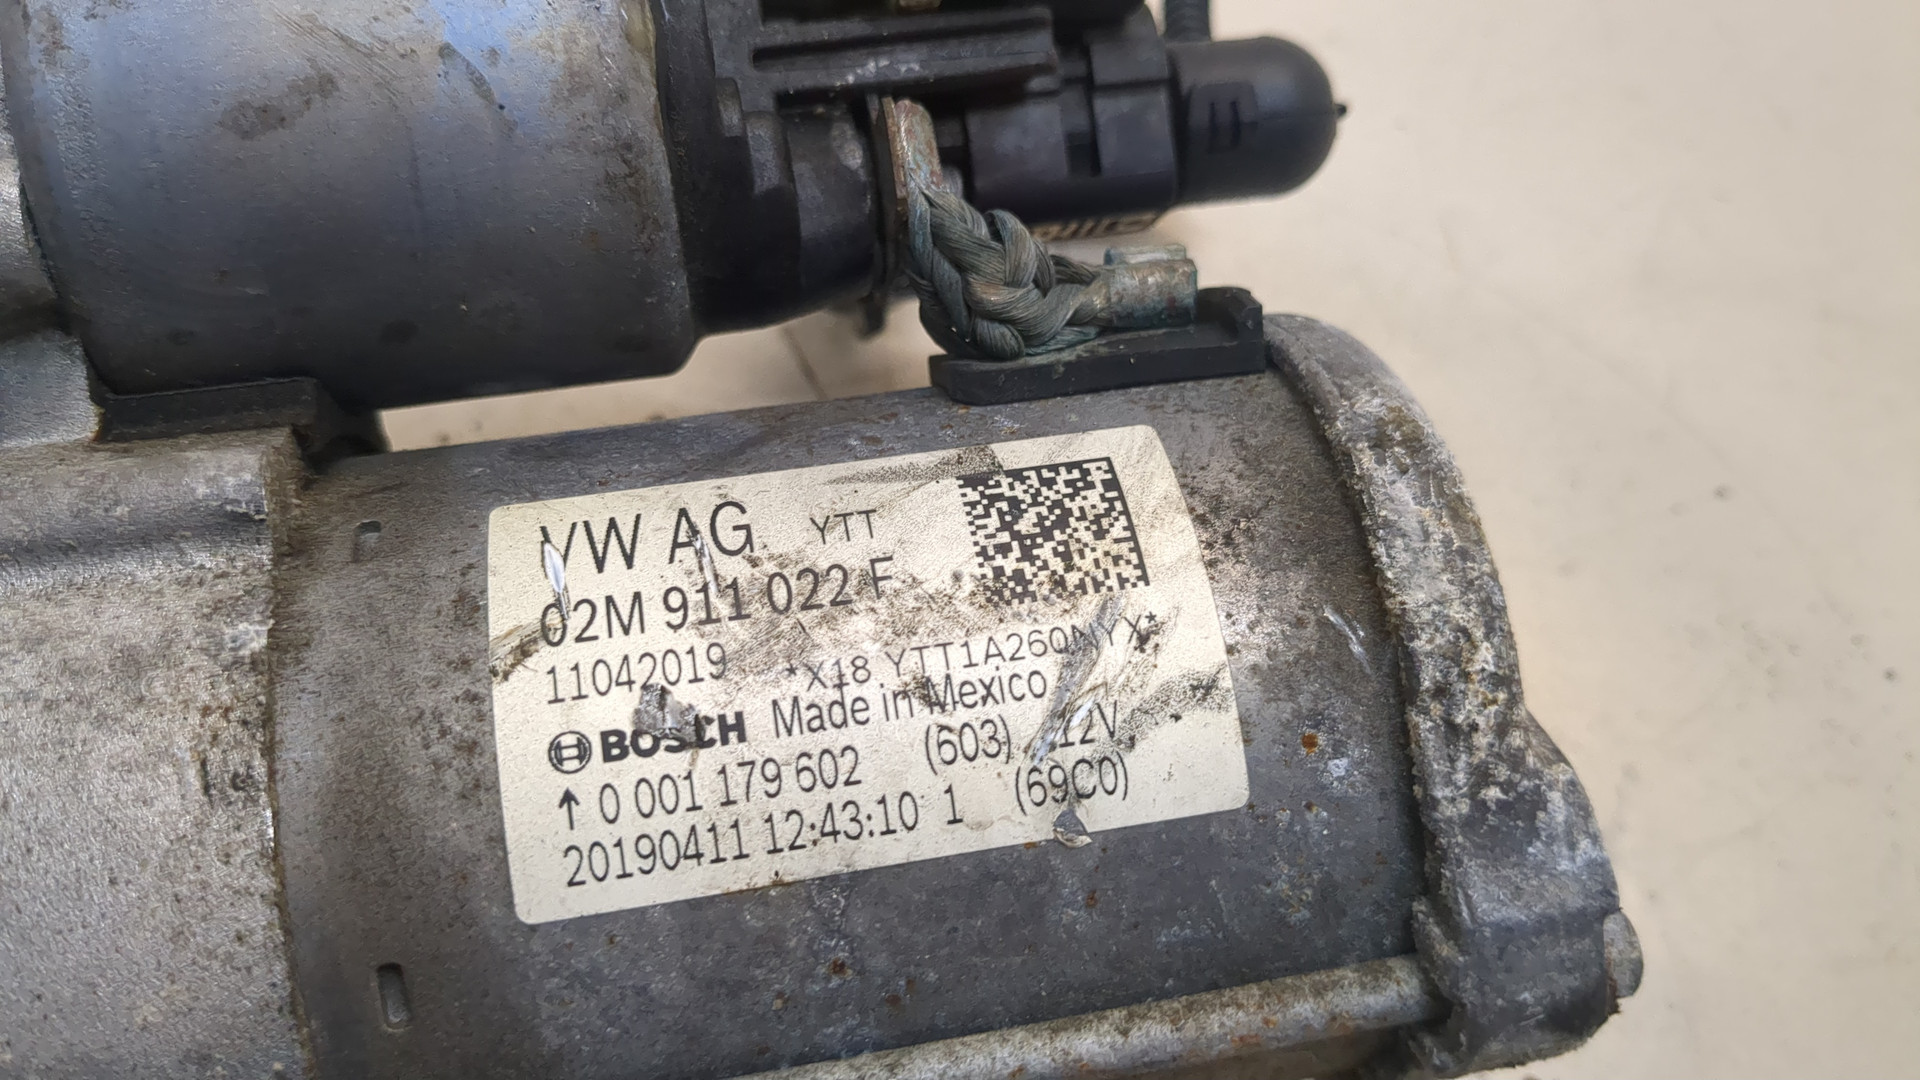 VW AG YTT
02M 911 022 F
11042019 *X18 YTT1A260NYX*
BOSCH Made in Mexico
↑ 0 001 179 602 (603) 12V
20190411 12:43:10 1 (69C0)